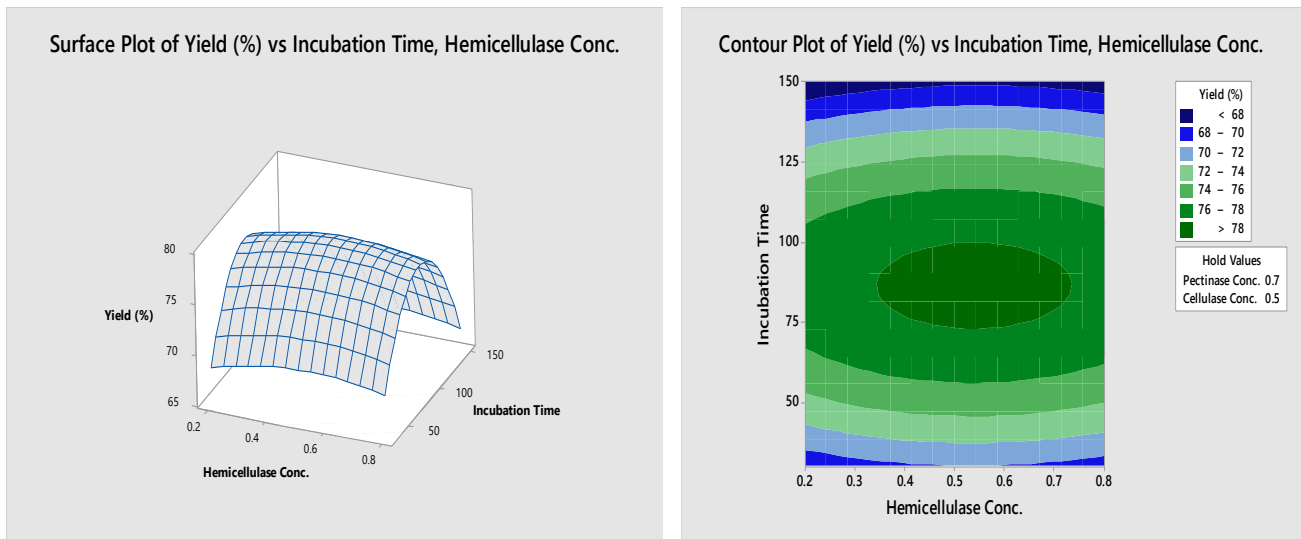 Surface Plot of Yield (%) vs Incubation Time, Hemicellulase Conc.
80
75
Yield (%)
70
65
0.2
0.4
0.6
0.8
Hemicellulase Conc.
50
100
150
Incubation Time
Contour Plot of Yield (%) vs Incubation Time, Hemicellulase Conc.
150
125
100
75
50
Incubation Time
0.2 0.3 0.4 0.5 0.6 0.7 0.8
Hemicellulase Conc.
Yield (%)
< 68
68 – 70
70 – 72
72 – 74
74 – 76
76 – 78
> 78
Hold Values
Pectinase Conc. 0.7
Cellulase Conc. 0.5